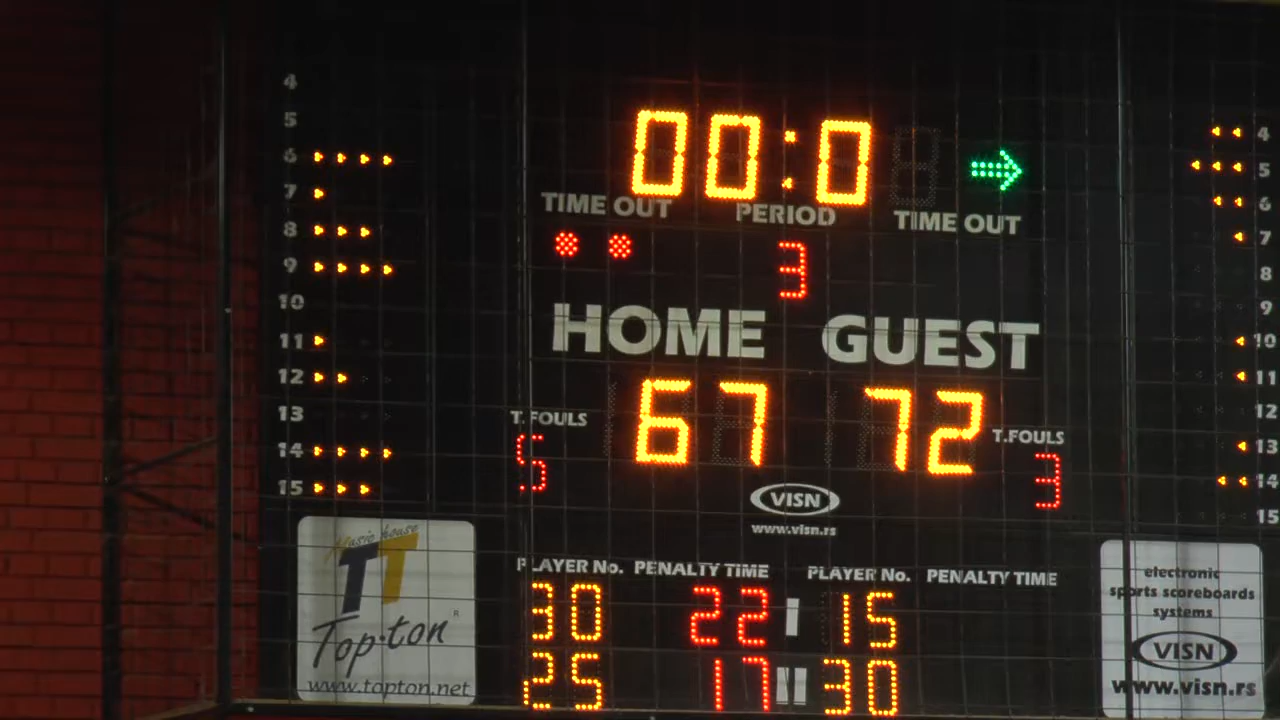 00:0
TIME OUT PERIOD TIME OUT
3
HOME GUEST
67 72
T.FOULS T.FOULS
5 3
VISN
www.visn.rs
PLAYER No. PENALTY TIME PLAYER No. PENALTY TIME
30 22 I 15
25 17 II 30
4
5
6
7
8
9
10
11
12
13
14
15
4
5
6
7
8
9
10
11
12
13
14
15
Music house
TT
Top-ton®
www.topton.net
electronic
sports scoreboards
systems
VISN
www.visn.rs